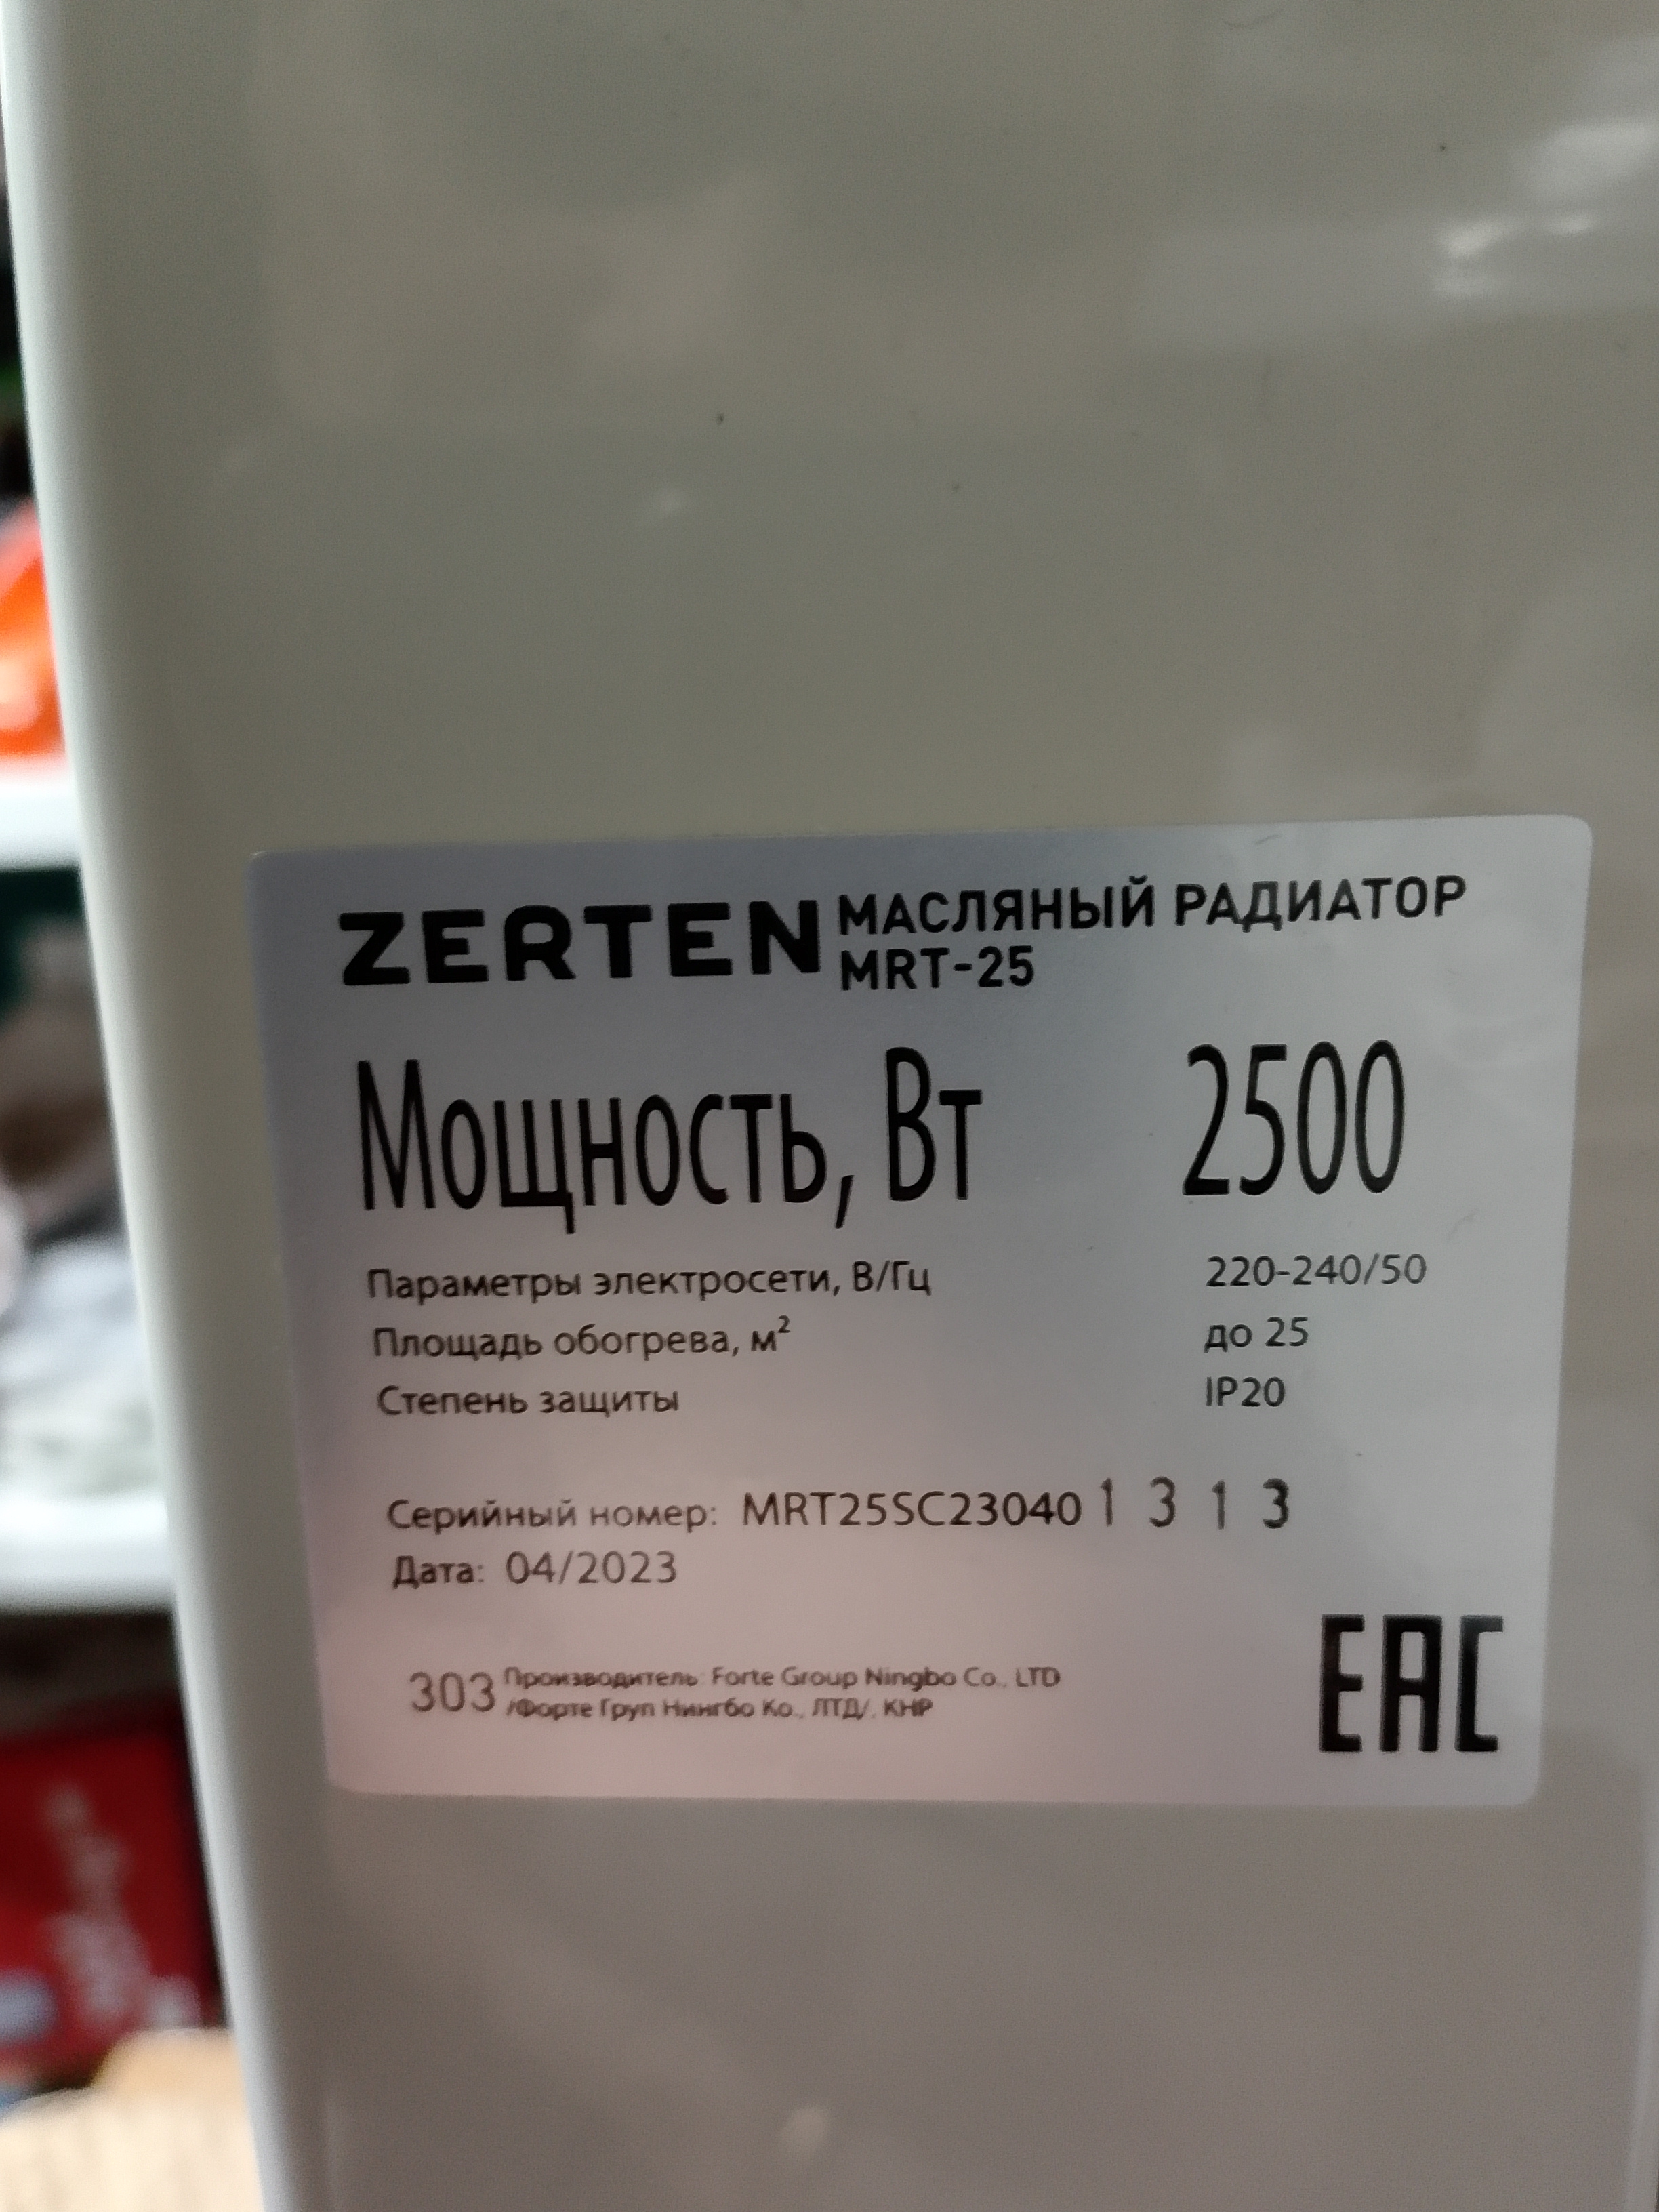 ZERTEN МАСЛЯНЫЙ РАДИАТОР
MRT-25
Мощность, Вт 2500
Параметры электросети, В/Гц 220-240/50
Площадь обогрева, м² до 25
Степень защиты IP20
Серийный номер: MRT25SC23040 1 3 1 3
Дата: 04/2023
303 Производитель: Forte Group Ningbo Co., LTD
/Форте Груп Нингбо Ко., ЛТД/, КНР
EAC